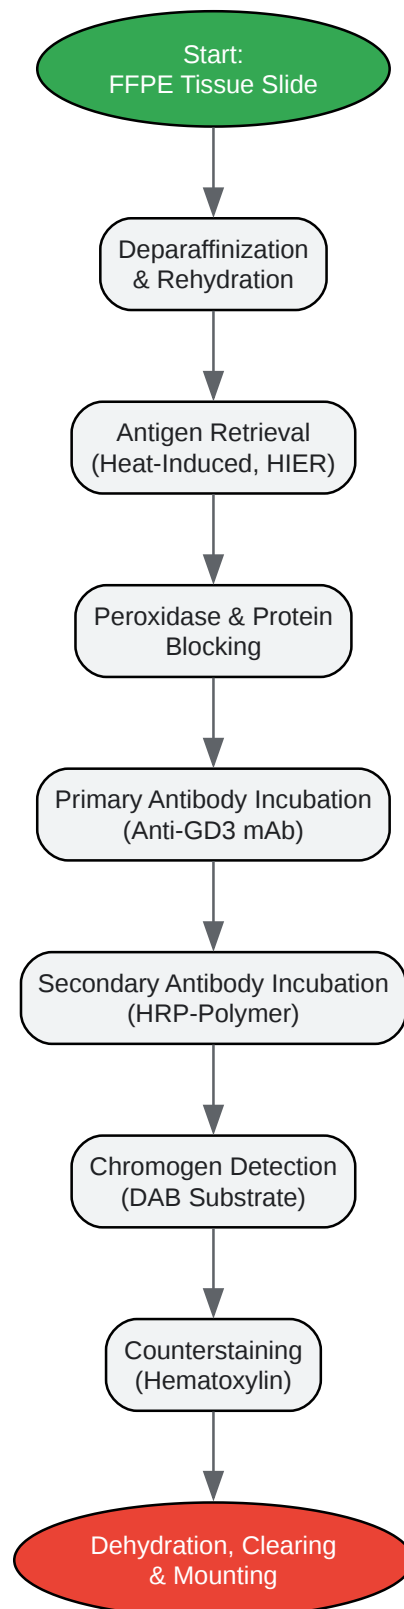 Start:
FFPE Tissue Slide
Deparaffinization
& Rehydration
Antigen Retrieval
(Heat-Induced, HIER)
Peroxidase & Protein
Blocking
Primary Antibody Incubation
(Anti-GD3 mAb)
Secondary Antibody Incubation
(HRP-Polymer)
Chromogen Detection
(DAB Substrate)
Counterstaining
(Hematoxylin)
Dehydration, Clearing
& Mounting